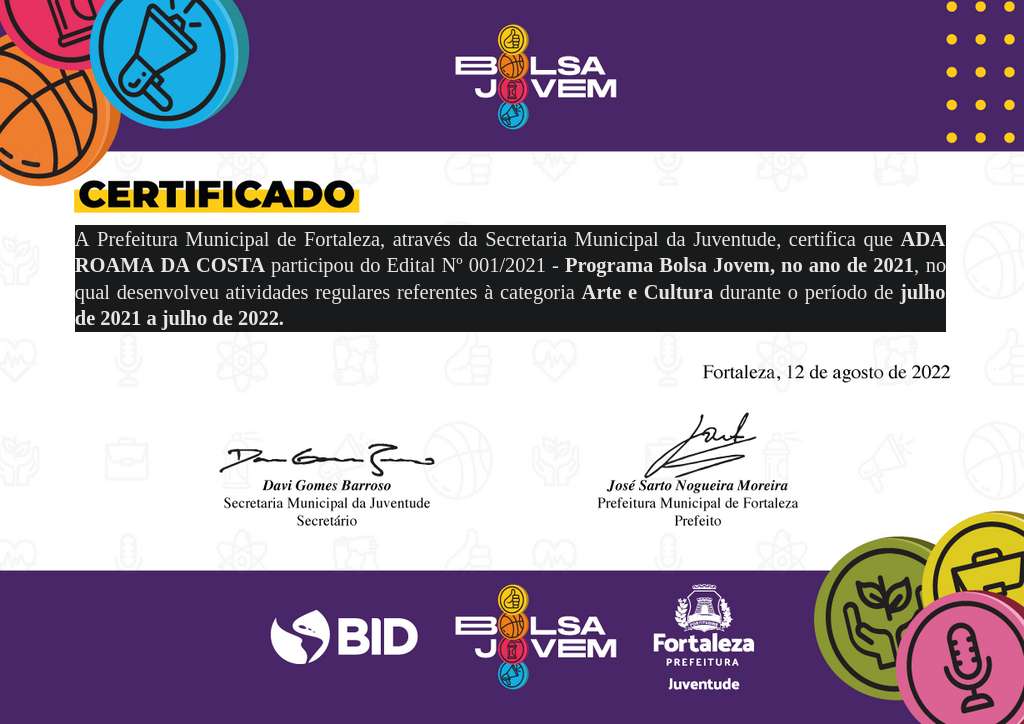 BOLSA
JOVEM
CERTIFICADO
A Prefeitura Municipal de Fortaleza, através da Secretaria Municipal da Juventude, certifica que ADA
ROAMA DA COSTA participou do Edital Nº 001/2021 - Programa Bolsa Jovem, no ano de 2021, no
qual desenvolveu atividades regulares referentes à categoria Arte e Cultura durante o período de julho
de 2021 a julho de 2022.
Fortaleza, 12 de agosto de 2022
Davi Gomes Barroso
Secretaria Municipal da Juventude
Secretário
José Sarto Nogueira Moreira
Prefeitura Municipal de Fortaleza
Prefeito
BID
BOLSA
JOVEM
Fortaleza
PREFEITURA
Juventude